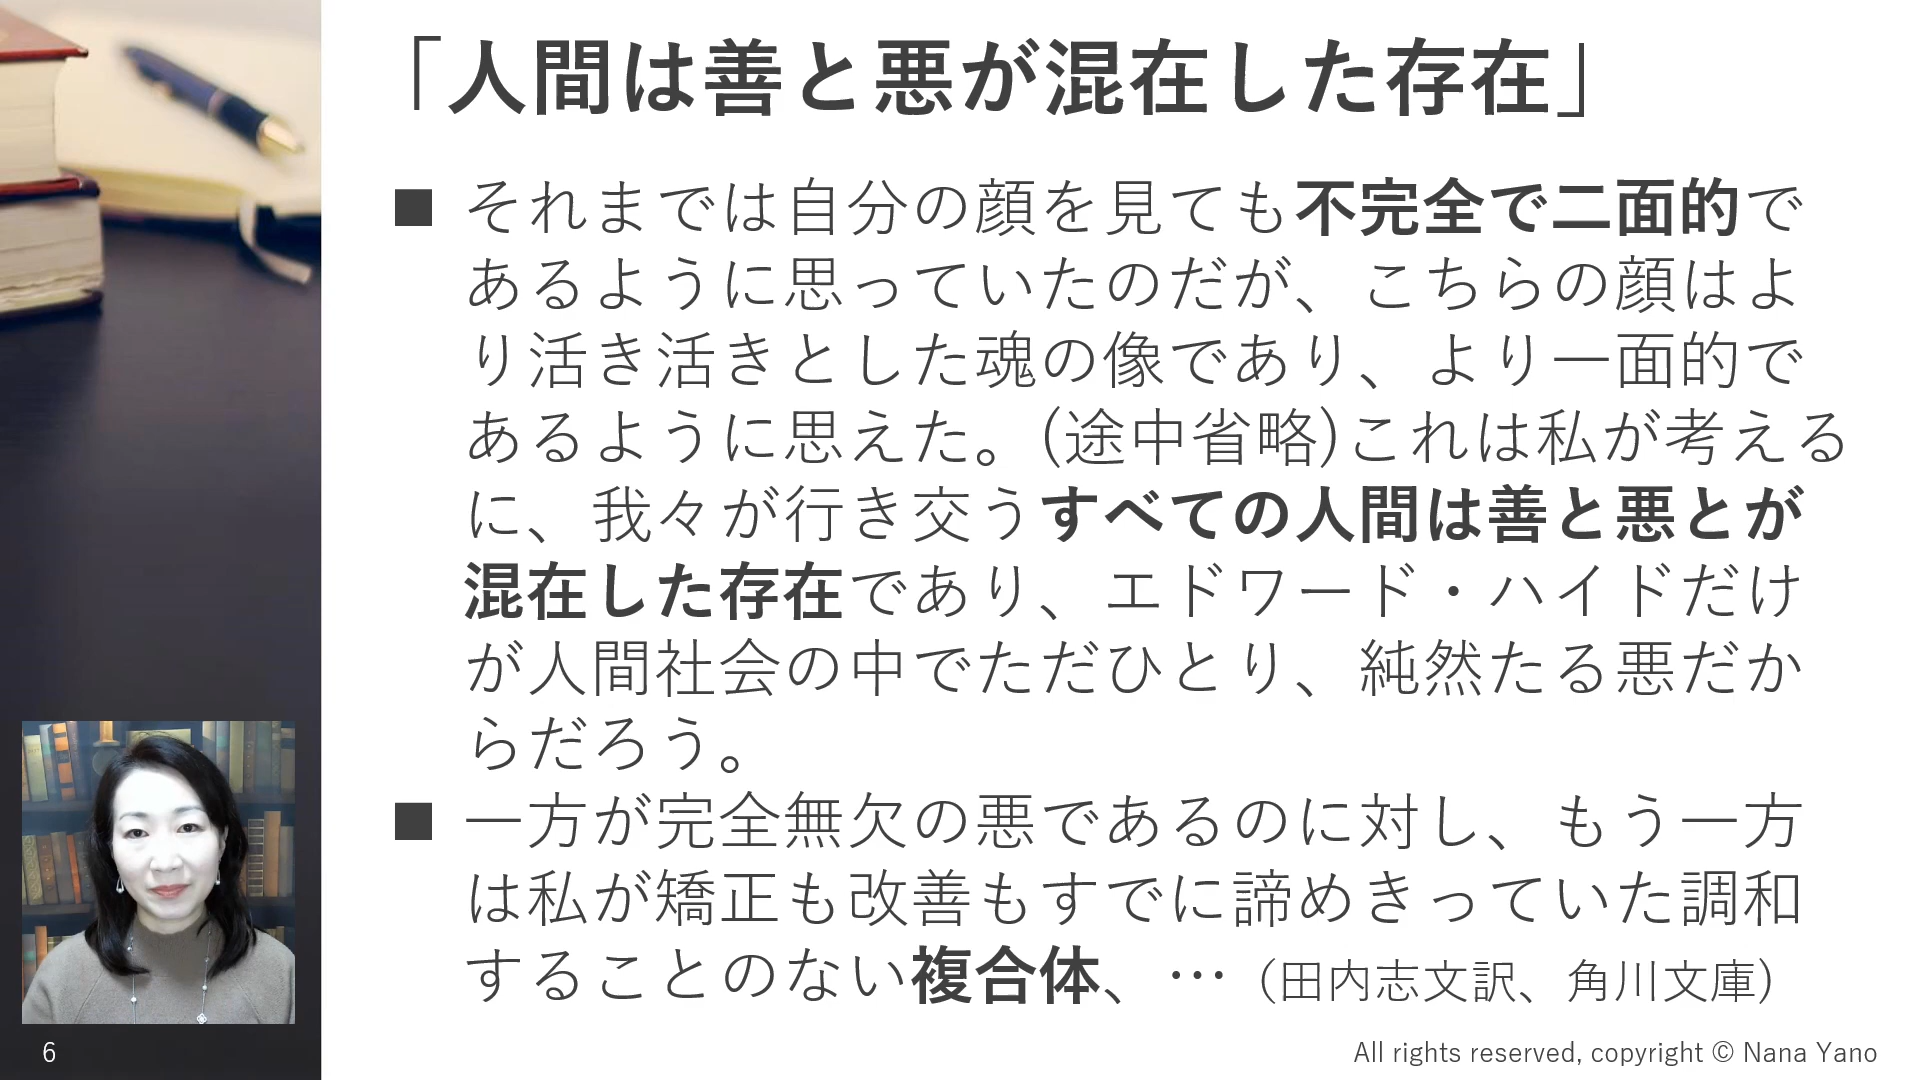 「人間は善と悪が混在した存在」
■ それまでは自分の顔を見ても不完全で二面的で
あるように思っていたのだが、こちらの顔はよ
り活き活きとした魂の像であり、より一面的で
あるように思えた。(途中省略)これは私が考える
に、我々が行き交うすべての人間は善と悪とが
混在した存在であり、エドワード・ハイドだけ
が人間社会の中でただひとり、純然たる悪だか
らだろう。
■ 一方が完全無欠の悪であるのに対し、もう一方
は私が矯正も改善もすでに諦めきっていた調和
することのない複合体、…（田内志文訳、角川文庫）
6
All rights reserved, copyright © Nana Yano